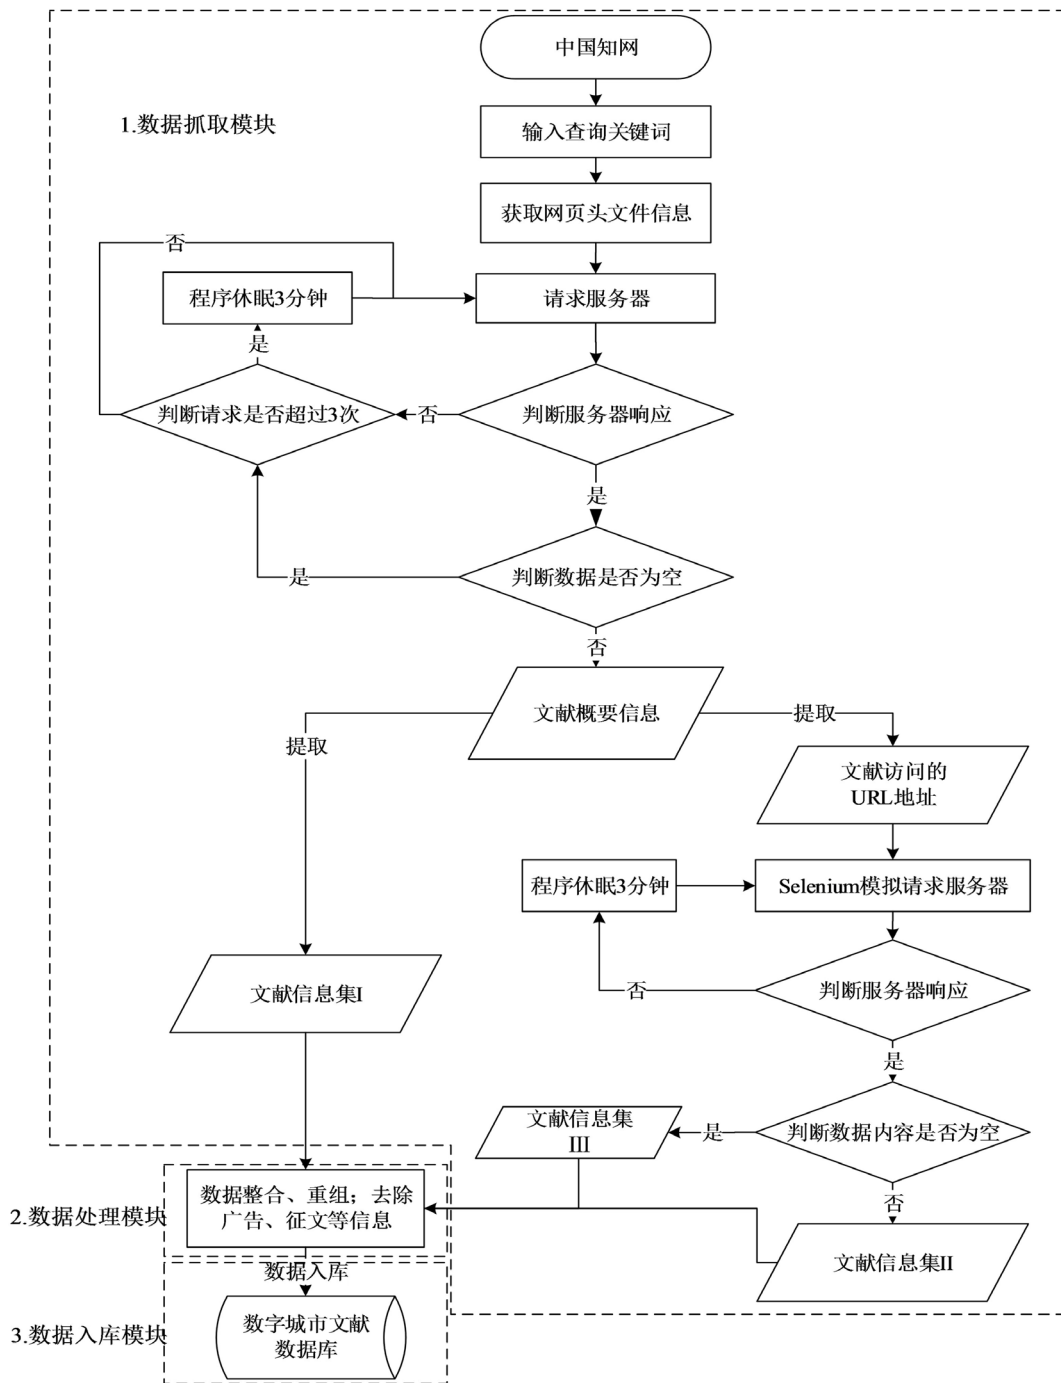 中国知网
1.数据抓取模块
输入查询关键词
获取网页头文件信息
否
程序休眠3分钟
请求服务器
是
判断请求是否超过3次
否
判断服务器响应
是
是
判断数据是否为空
否
文献概要信息
提取
提取
文献访问的
URL地址
程序休眠3分钟
Selenium模拟请求服务器
文献信息集I
否
判断服务器响应
是
文献信息集
III
是
判断数据内容是否为空
否
2.数据处理模块
数据整合、重组；去除
广告、征文等信息
文献信息集II
数据入库
3.数据入库模块
数字城市文献
数据库